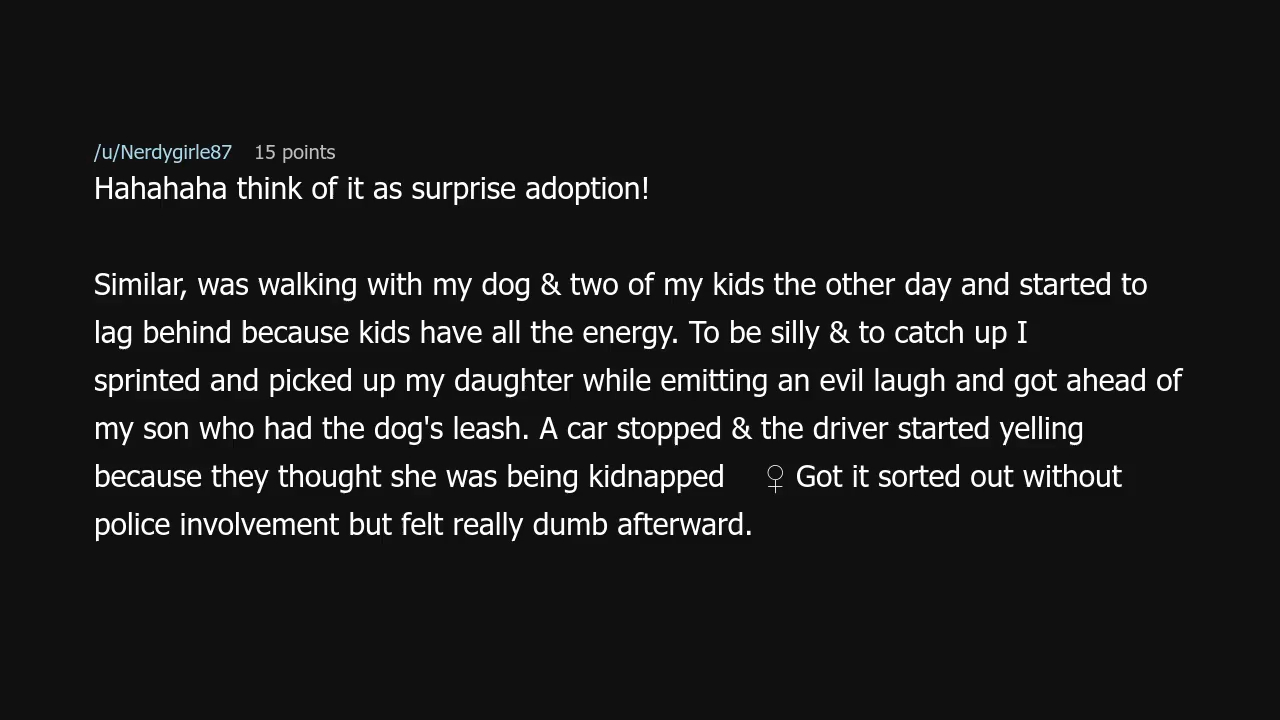 /u/Nerdygirle87 15 points
Hahahaha think of it as surprise adoption!
Similar, was walking with my dog & two of my kids the other day and started to
lag behind because kids have all the energy. To be silly & to catch up I
sprinted and picked up my daughter while emitting an evil laugh and got ahead of
my son who had the dog's leash. A car stopped & the driver started yelling
because they thought she was being kidnapped ♀ Got it sorted out without
police involvement but felt really dumb afterward.